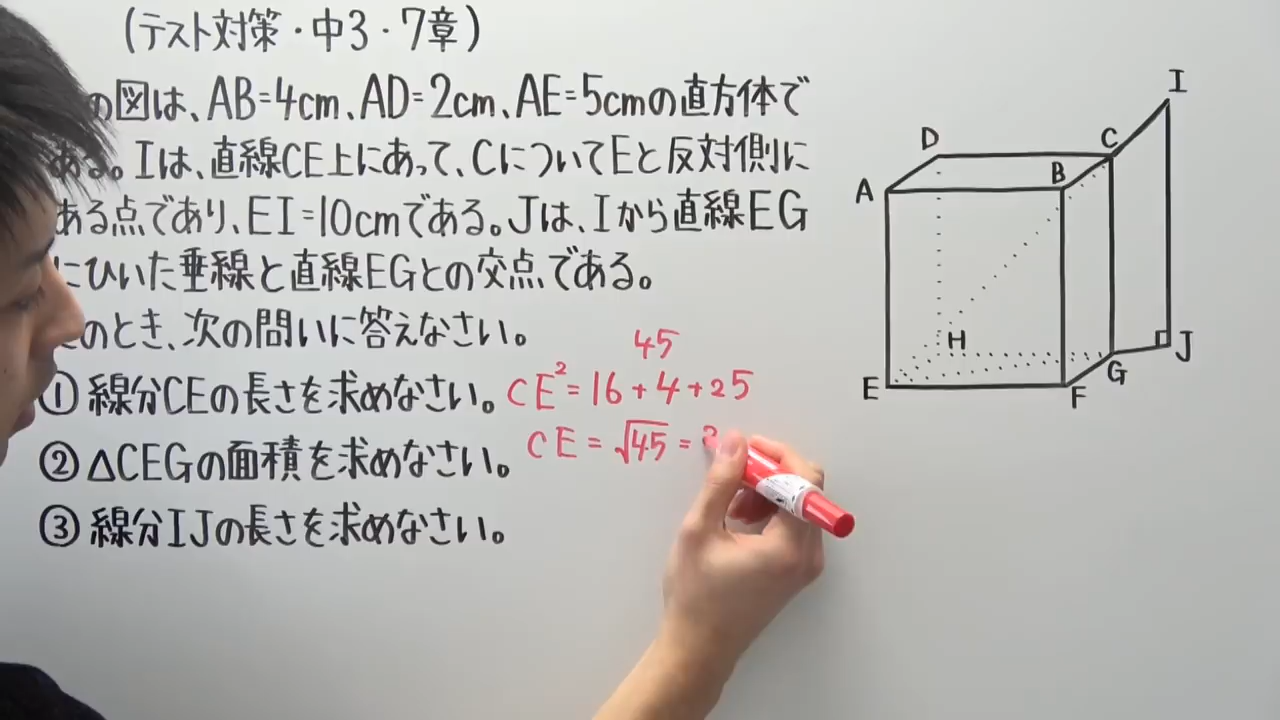 (テスト対策・中3・7章)
の図は、AB=4cm、AD=2cm、AE=5cmの直方体で
ある。Iは、直線CE上にあって、CについてEと反対側に
ある点であり、EI=10cmである。Jは、Iから直線EG
にひいた垂線と直線EGとの交点である。
のとき、次の問いに答えなさい。
①線分CEの長さを求めなさい。
②△CEGの面積を求めなさい。
③線分IJの長さを求めなさい。
45
CE²=16+4+25
CE=√45=3
I
D
C
A
B
H
J
E
F
G